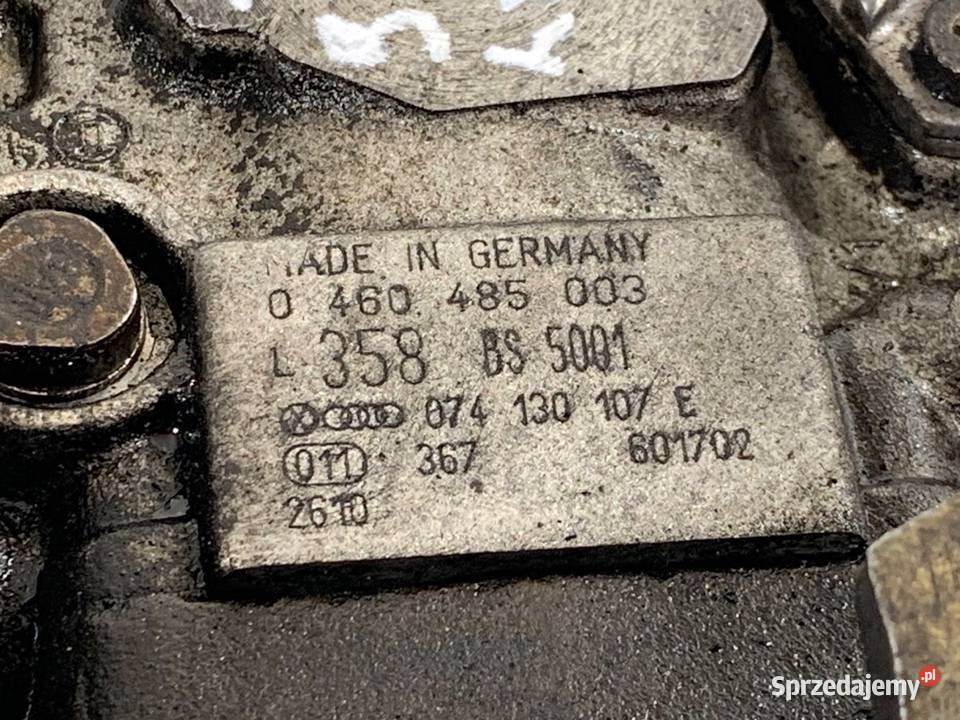 MADE IN GERMANY
0 460 485 003
L 358 BS 5001
074 130 107 E
011 367 601702
2610
Sprzedajemy.pl